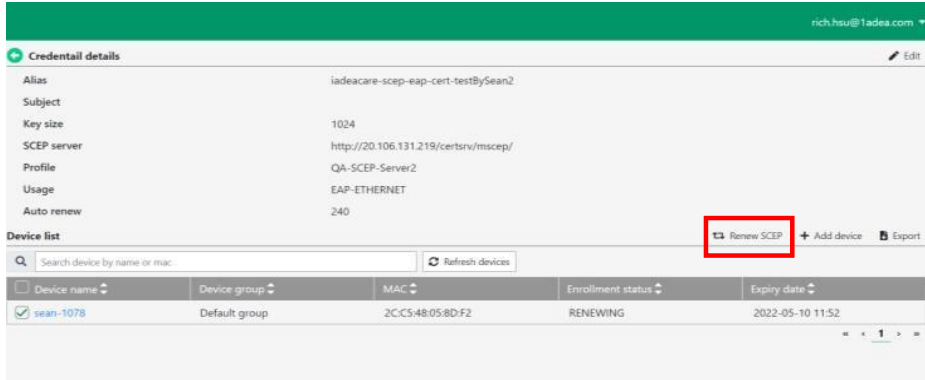 rich.hsu@1adea.com
Credentail details
Edit
Alias iadeacare-scep-eap-cert-testBySean2
Subject
Key size 1024
SCEP server http://20.106.131.219/certsrv/mscep/
Profile QA-SCEP-Server2
Usage EAP-ETHERNET
Auto renew 240
Device list
Renew SCEP + Add device Export
Search device by name or mac
Refresh devices
Device name Device group MAC Enrollment status Expiry date
sean-1078 Default group 2C:C5:48:05:8D:F2 RENEWING 2022-05-10 11:52
« ‹ 1 › »